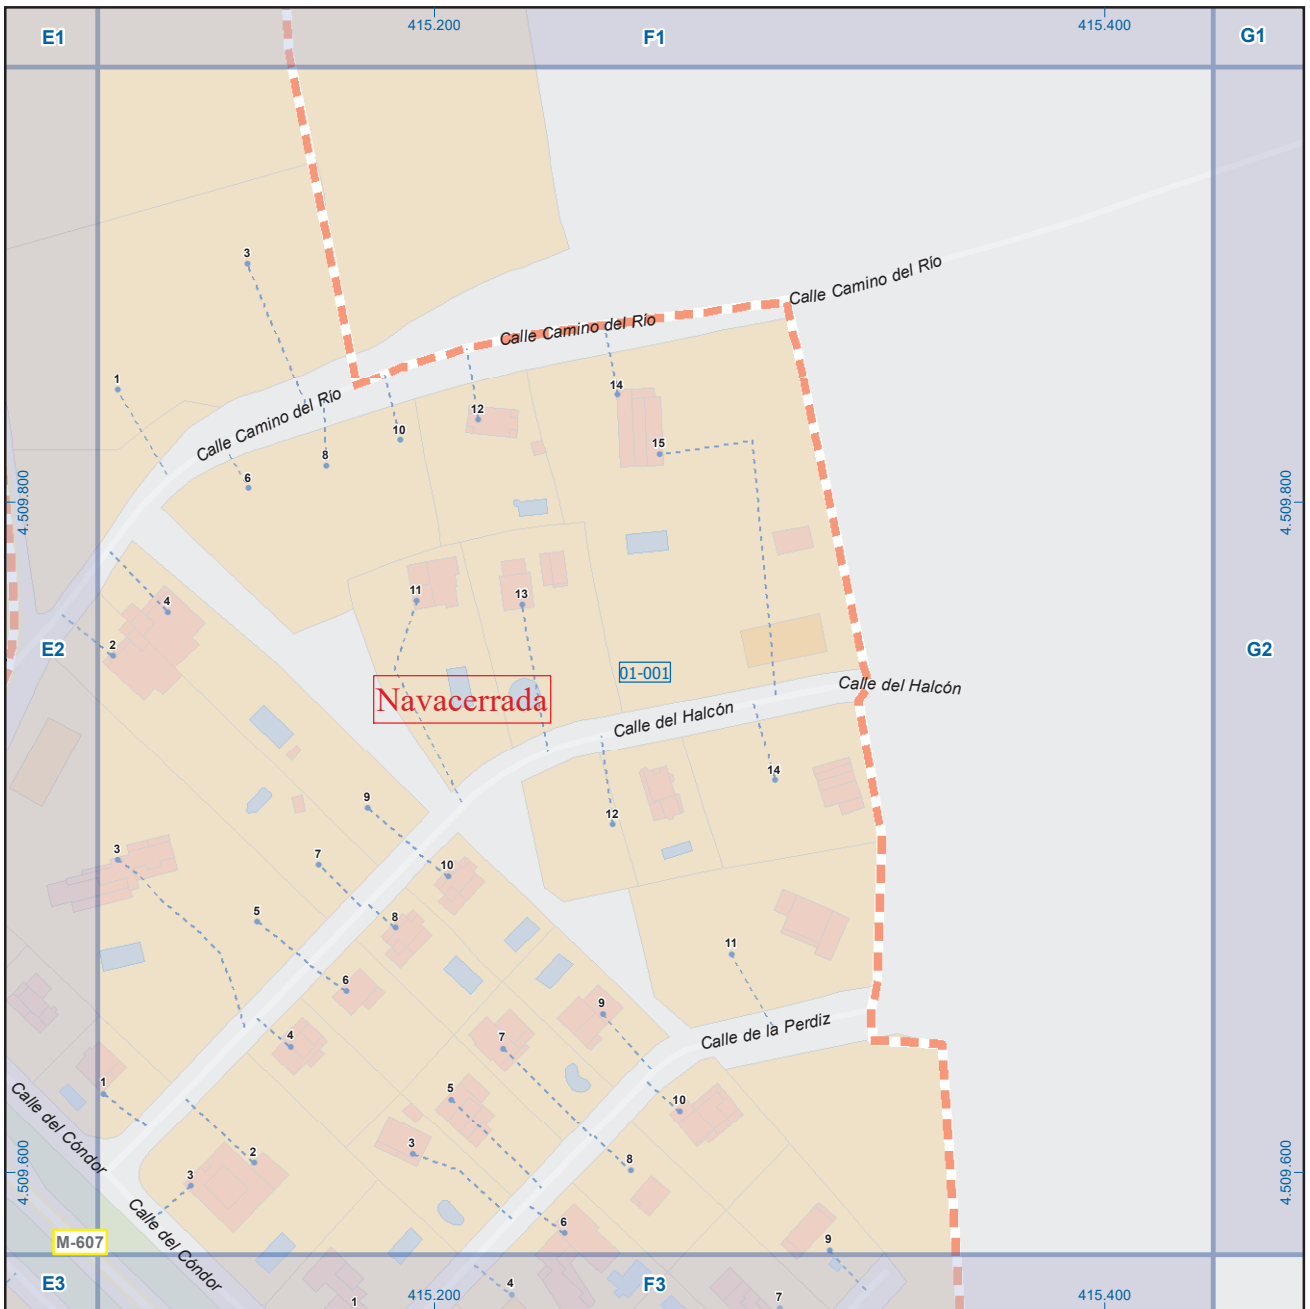 415.200
415.400
E1
F1
G1
3
Calle Camino del Río
Calle Camino del Río
1
14
Calle Camino del Río
12
10
15
8
6
4.509.800
4.509.800
11
13
4
2
E2
G2
01-001
Calle del Halcón
Navacerrada
Calle del Halcón
14
9
12
3
7
10
5
8
11
6
9
Calle de la Perdiz
4
7
1
5
10
Calle del Cóndor
3
2
8
3
4.509.600
4.509.600
Calle del Cóndor
6
M-607
9
E3
F3
4
415.200
415.400
1
7